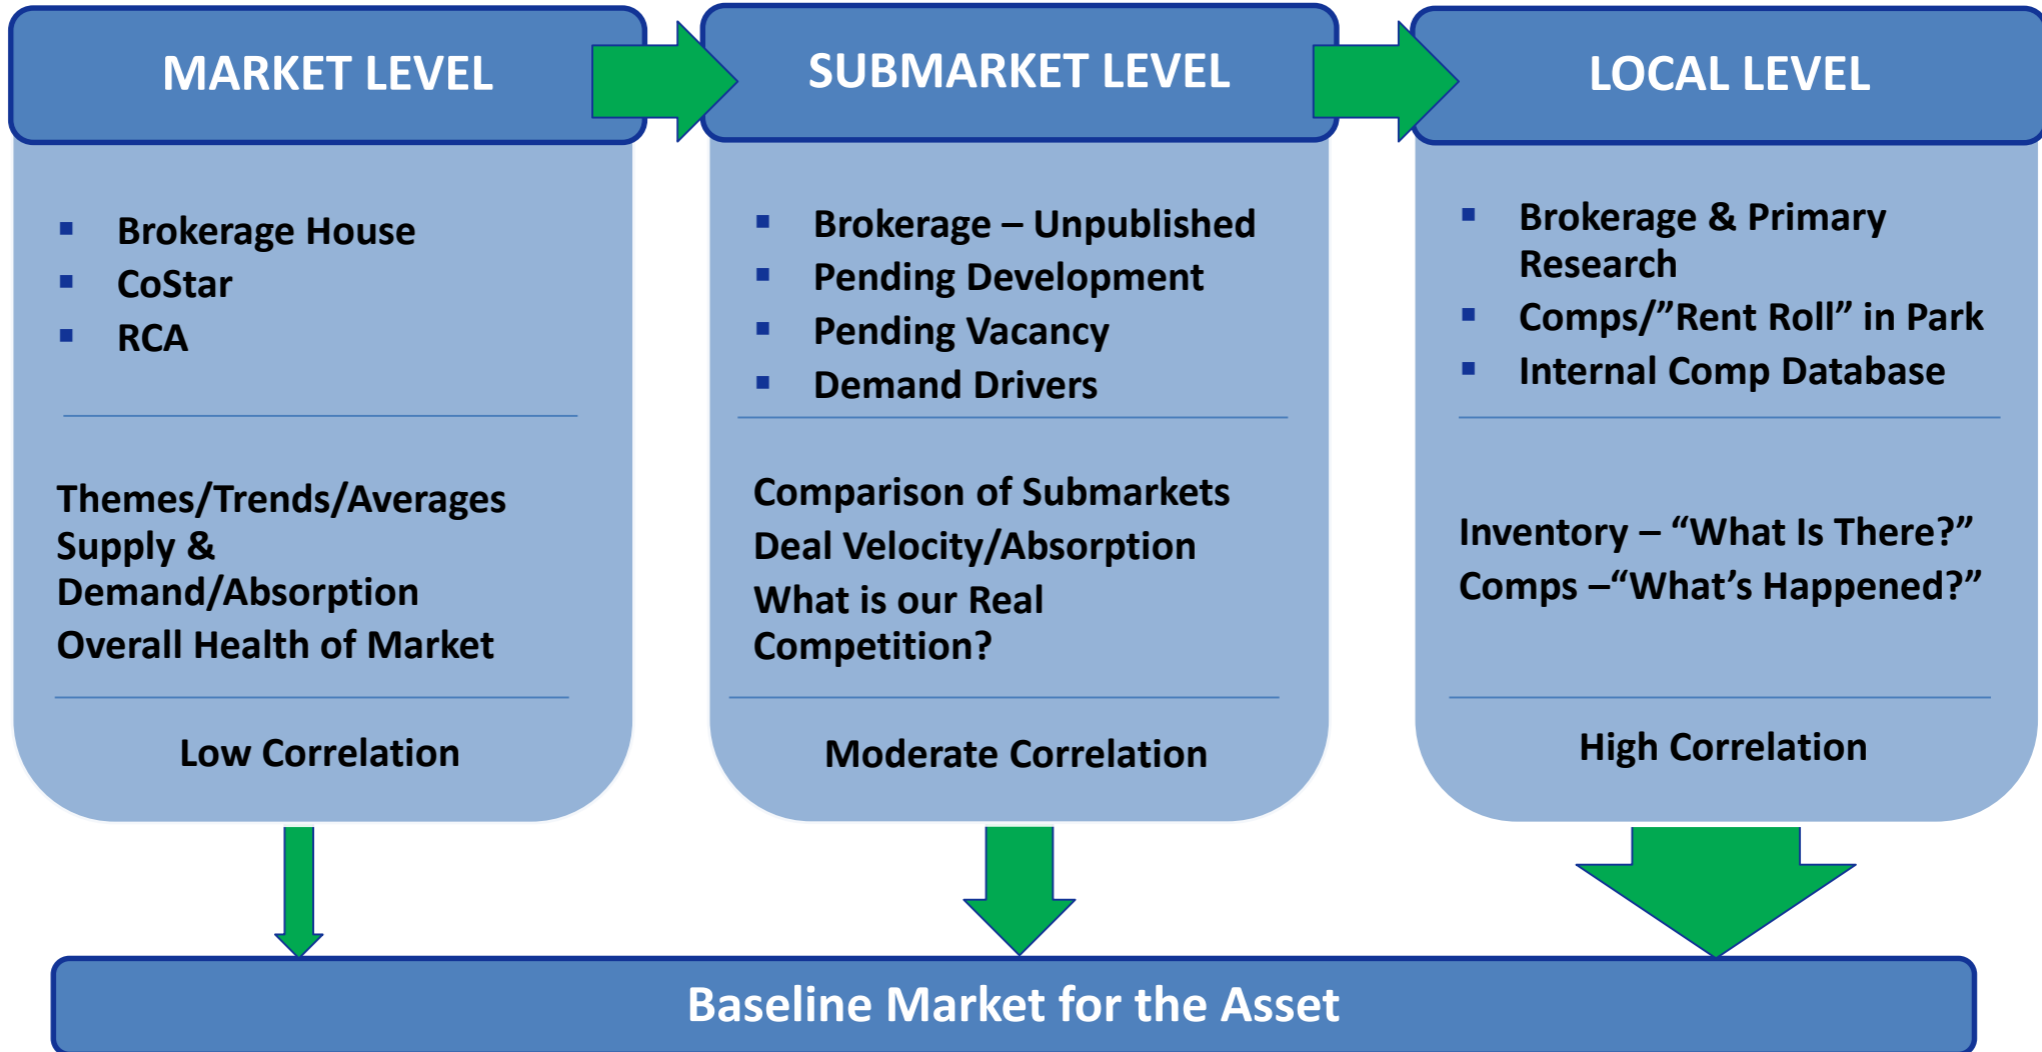 MARKET LEVEL
▪ Brokerage House
▪ CoStar
▪ RCA
Themes/Trends/Averages
Supply &
Demand/Absorption
Overall Health of Market
Low Correlation
SUBMARKET LEVEL
▪ Brokerage – Unpublished
▪ Pending Development
▪ Pending Vacancy
▪ Demand Drivers
Comparison of Submarkets
Deal Velocity/Absorption
What is our Real
Competition?
Moderate Correlation
LOCAL LEVEL
▪ Brokerage & Primary
Research
▪ Comps/”Rent Roll” in Park
▪ Internal Comp Database
Inventory – “What Is There?”
Comps –“What’s Happened?”
High Correlation
Baseline Market for the Asset